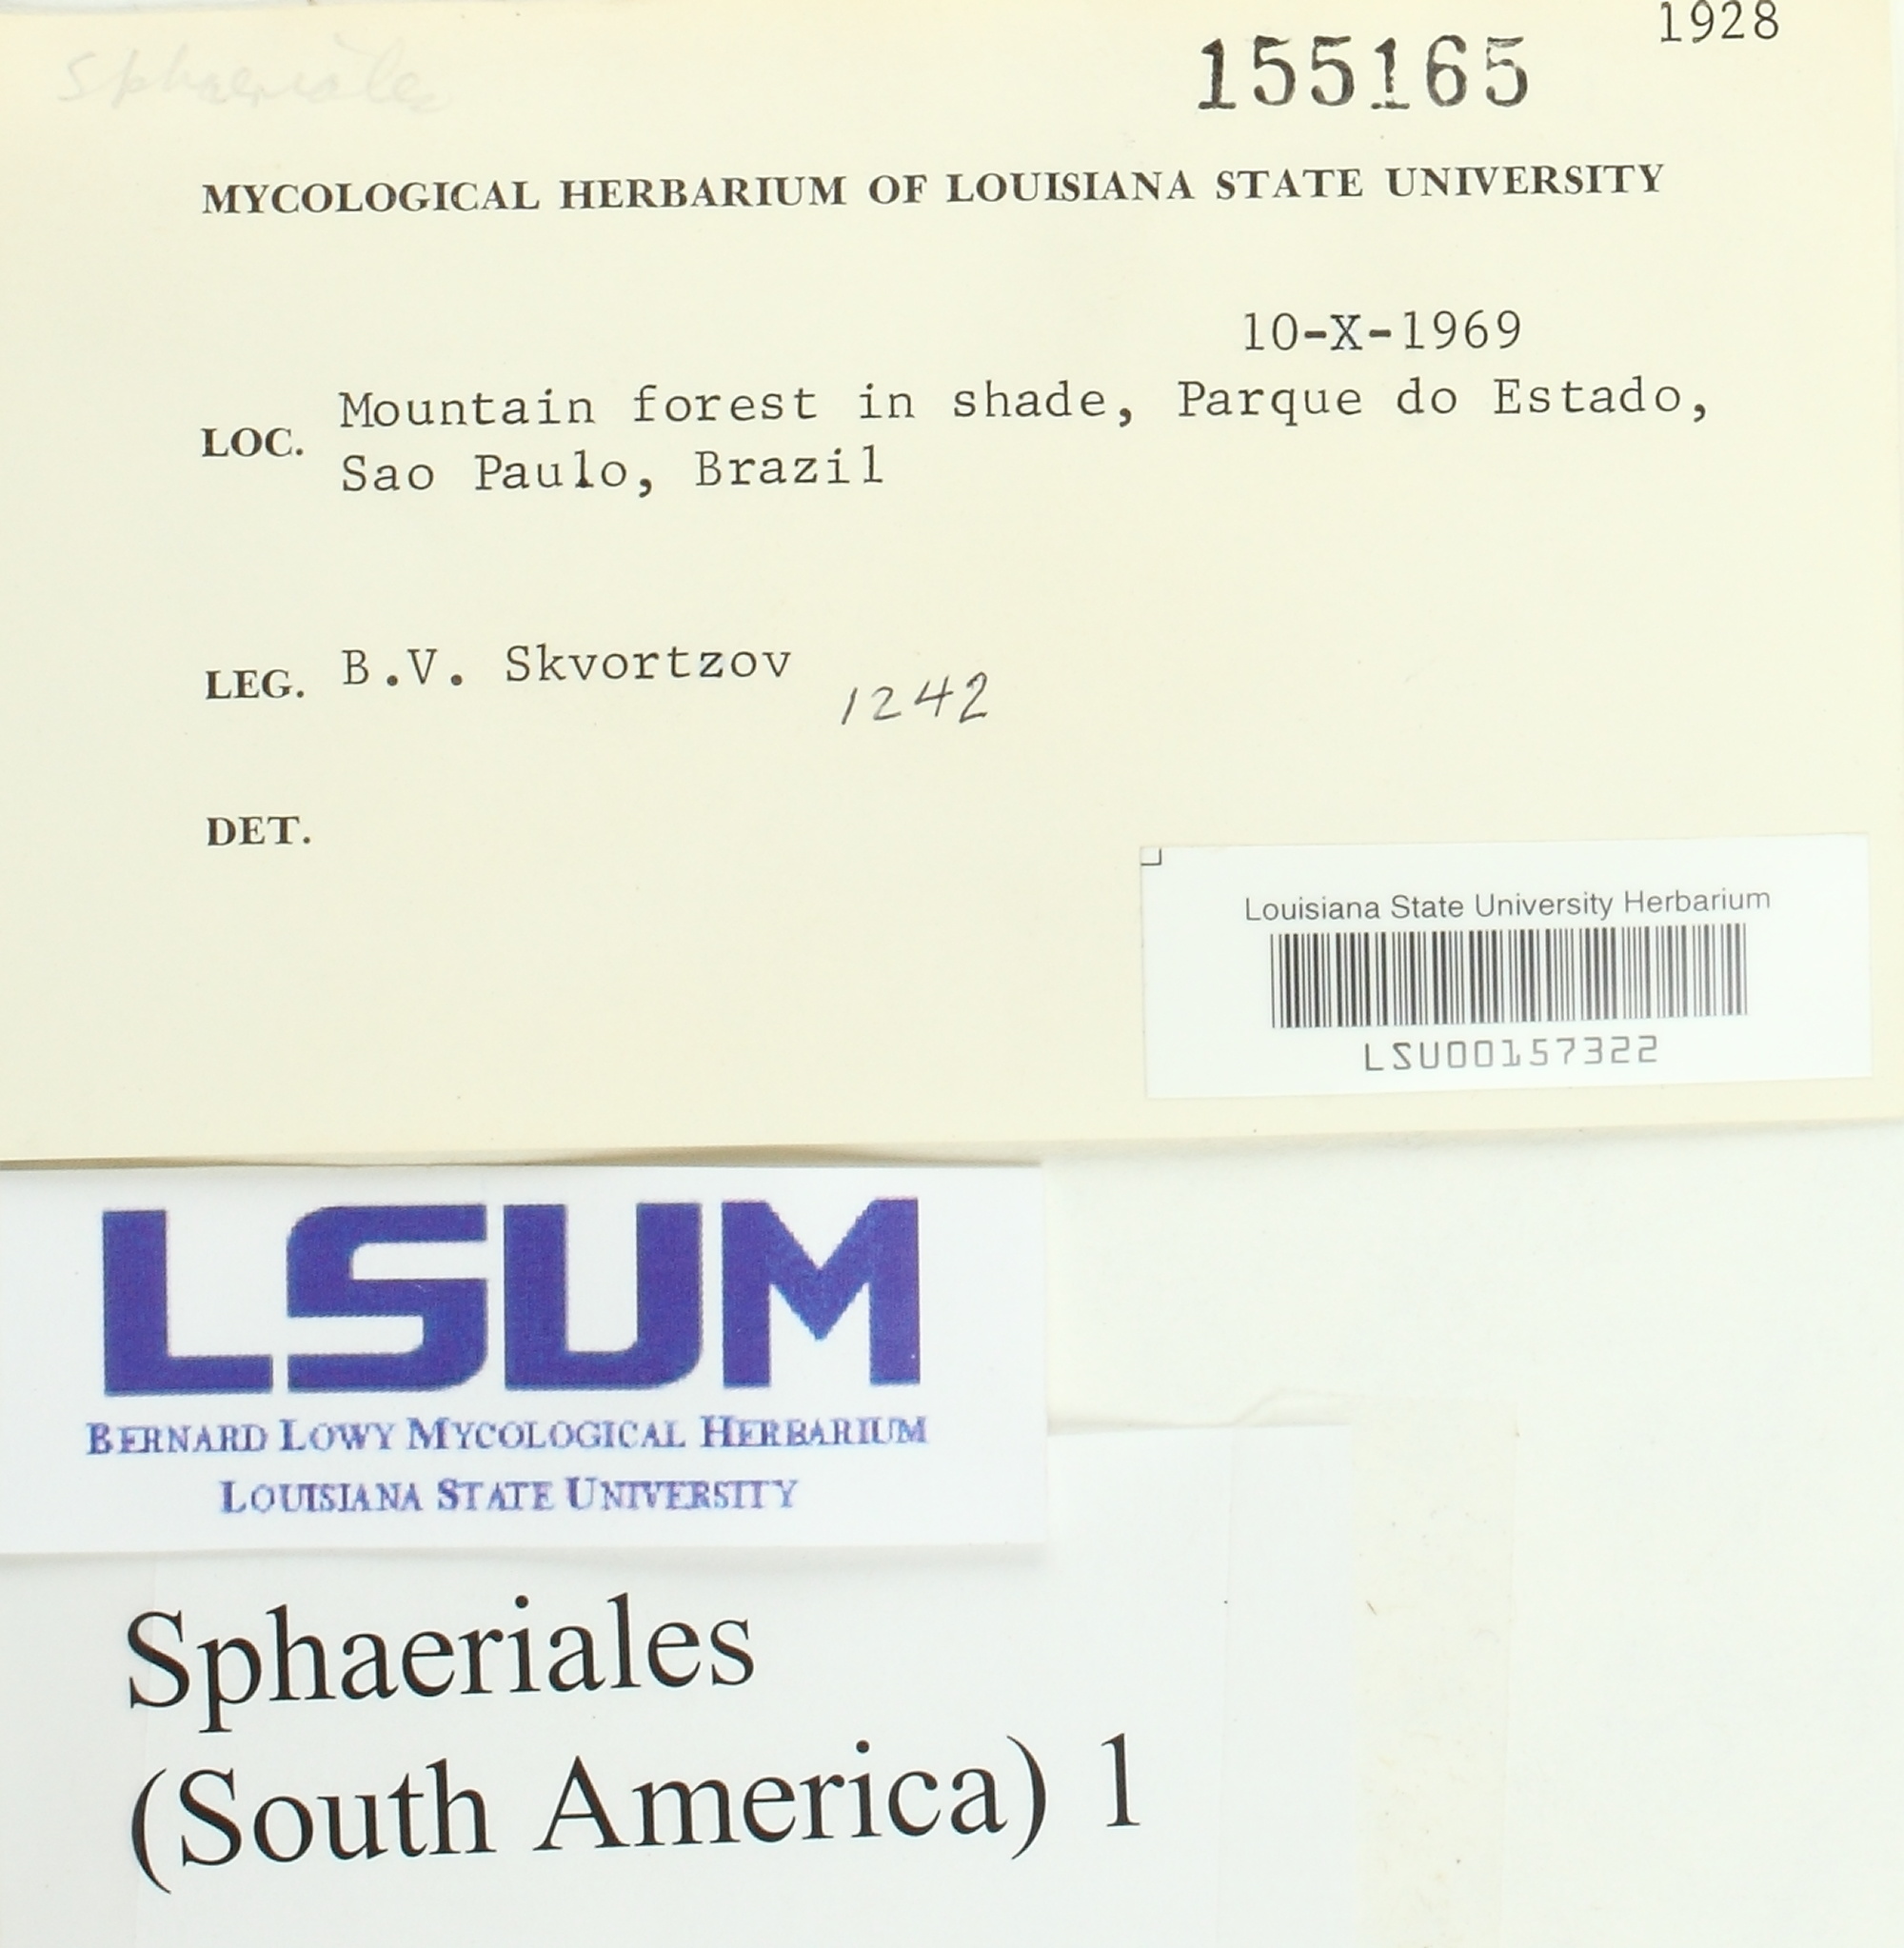 Sphaeriales
1928
155165
MYCOLOGICAL HERBARIUM OF LOUISIANA STATE UNIVERSITY
10-X-1969
LOC. Mountain forest in shade, Parque do Estado,
Sao Paulo, Brazil
LEG. B.V. Skvortzov
1242
DET.
Louisiana State University Herbarium
LSU00157322
LSUM
BERNARD LOWY MYCOLOGICAL HERBARIUM
LOUISIANA STATE UNIVERSITY
Sphaeriales
(South America) 1